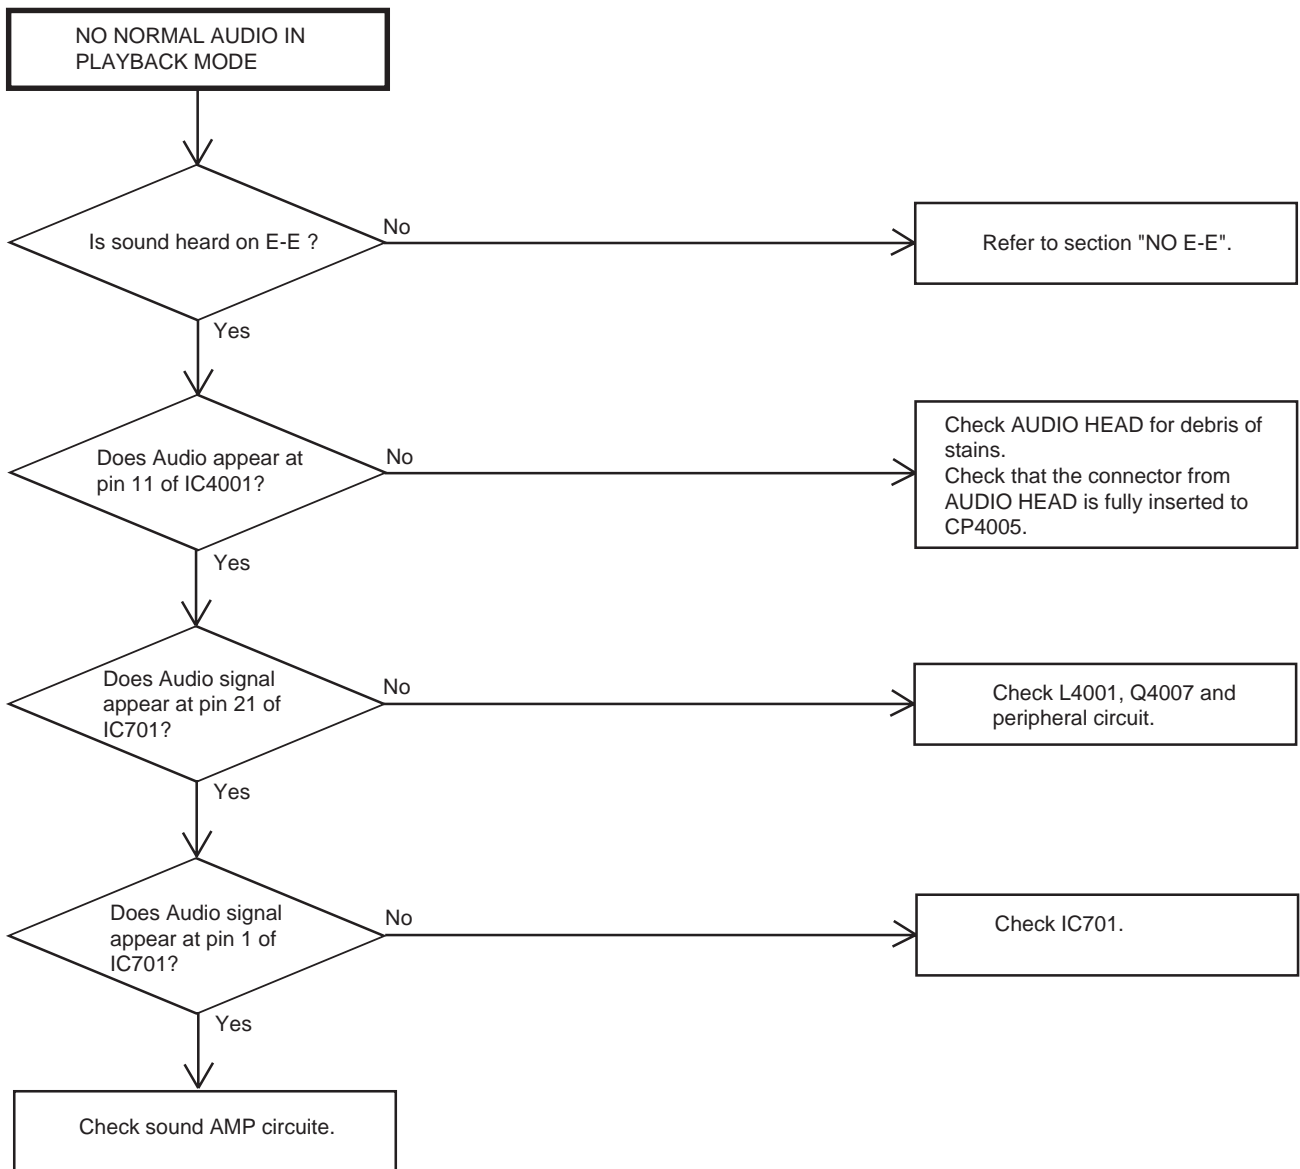 NO NORMAL AUDIO IN
PLAYBACK MODE
Is sound heard on E-E ?
No
Refer to section "NO E-E".
Yes
Does Audio appear at
pin 11 of IC4001?
No
Check AUDIO HEAD for debris of
stains.
Check that the connector from
AUDIO HEAD is fully inserted to
CP4005.
Yes
Does Audio signal
appear at pin 21 of
IC701?
No
Check L4001, Q4007 and
peripheral circuit.
Yes
Does Audio signal
appear at pin 1 of
IC701?
No
Check IC701.
Yes
Check sound AMP circuite.